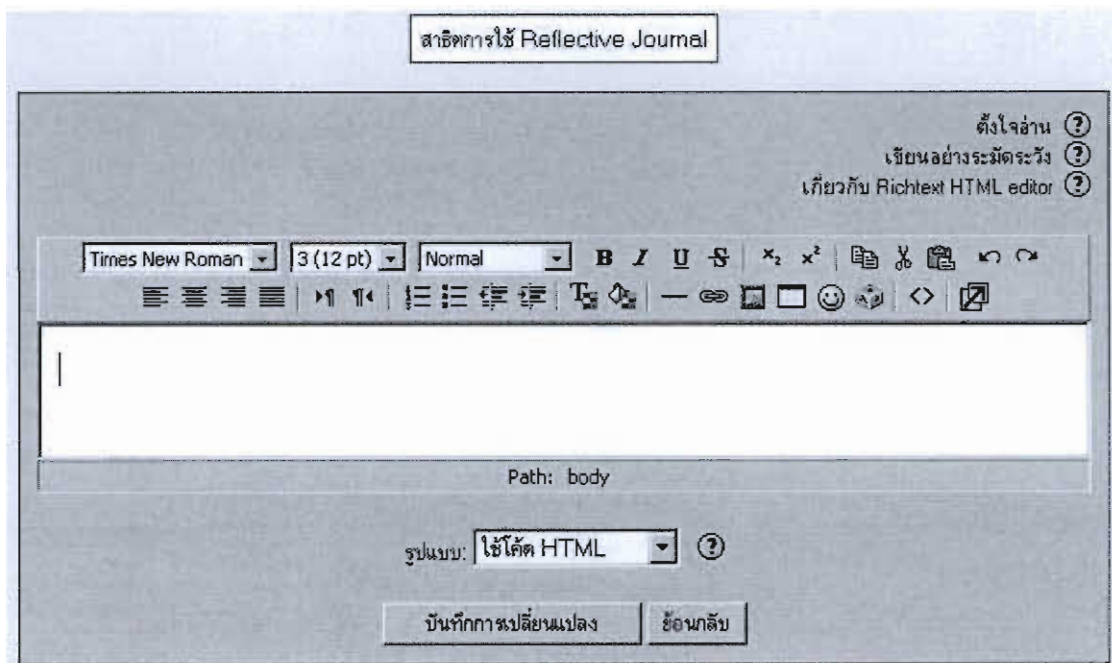 สาธิตการใช้ Reflective Journal
ตั้งใจอ่าน
เขียนอย่างระมัดระวัง
เกี่ยวกับ Richtext HTML editor
Times New Roman 3 (12 pt) Normal B I U S x₂ x²
Path: body
รูปแบบ: ใช้โค้ด HTML
บันทึกการเปลี่ยนแปลง ย้อนกลับ